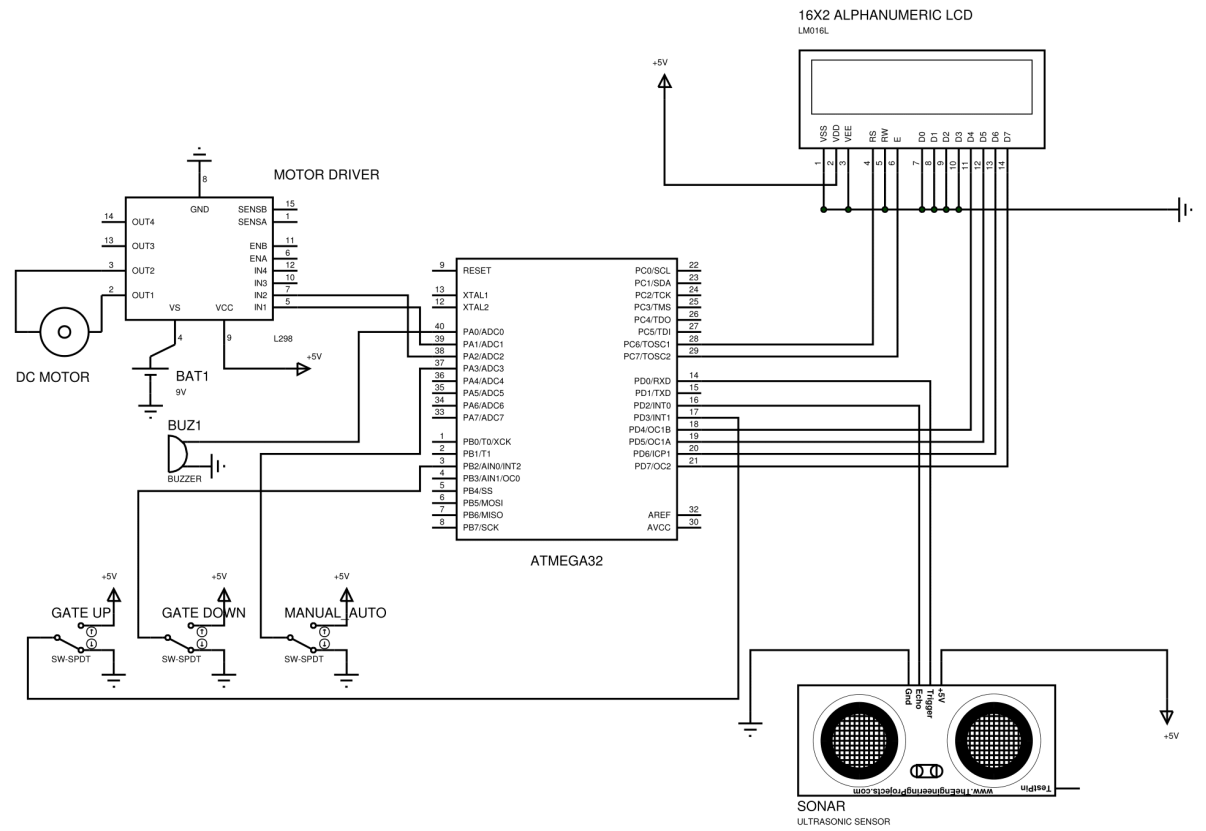 16X2 ALPHANUMERIC LCD
LM016L
+5V
VSS
VDD
VEE
RS
RW
E
D0
D1
D2
D3
D4
D5
D6
D7
1
2
3
4
5
6
7
8
9
10
11
12
13
14
8
MOTOR DRIVER
GND
14 OUT4
13 OUT3
3 OUT2
2 OUT1
SENSB 15
SENSA 1
ENB 11
ENA 6
IN4 12
IN3 10
IN2 7
IN1 5
VS
VCC
4
9
L298
+5V
DC MOTOR
BAT1
9V
BUZ1
BUZZER
9 RESET
13 XTAL1
12 XTAL2
40 PA0/ADC0
39 PA1/ADC1
38 PA2/ADC2
37 PA3/ADC3
36 PA4/ADC4
35 PA5/ADC5
34 PA6/ADC6
33 PA7/ADC7
1 PB0/T0/XCK
2 PB1/T1
3 PB2/AIN0/INT2
4 PB3/AIN1/OC0
5 PB4/SS
6 PB5/MOSI
7 PB6/MISO
8 PB7/SCK
PC0/SCL 22
PC1/SDA 23
PC2/TCK 24
PC3/TMS 25
PC4/TDO 26
PC5/TDI 27
PC6/TOSC1 28
PC7/TOSC2 29
PD0/RXD 14
PD1/TXD 15
PD2/INT0 16
PD3/INT1 17
PD4/OC1B 18
PD5/OC1A 19
PD6/ICP1 20
PD7/OC2 21
AREF 32
AVCC 30
ATMEGA32
+5V
+5V
+5V
GATE UP
GATE DOWN
MANUAL_AUTO
SW-SPDT
SW-SPDT
SW-SPDT
Gnd
Echo
Trigger
+5V
+5V
www.TheEngineeringProjects.com
TestPin
SONAR
ULTRASONIC SENSOR